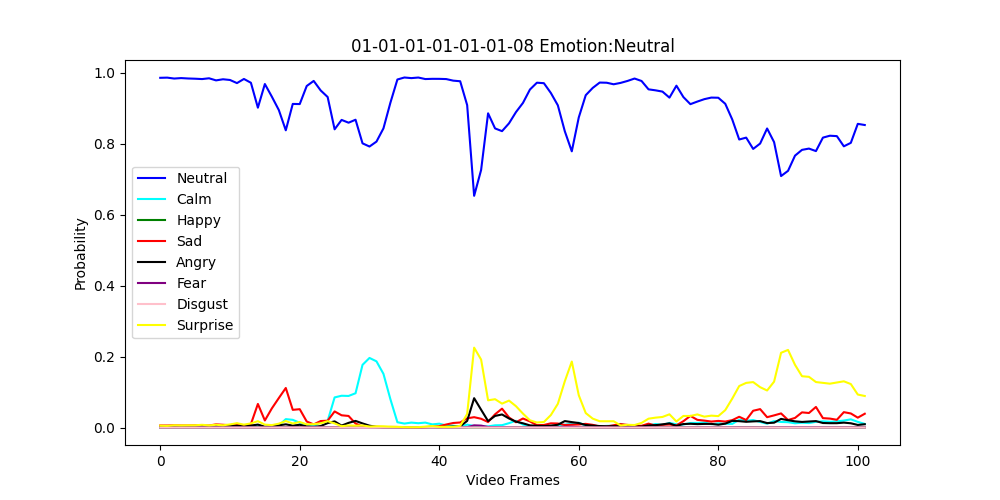 01-01-01-01-01-01-08 Emotion:Neutral
Probability
1.0
0.8
0.6
0.4
0.2
0.0
Neutral
Calm
Happy
Sad
Angry
Fear
Disgust
Surprise
0 20 40 60 80 100
Video Frames